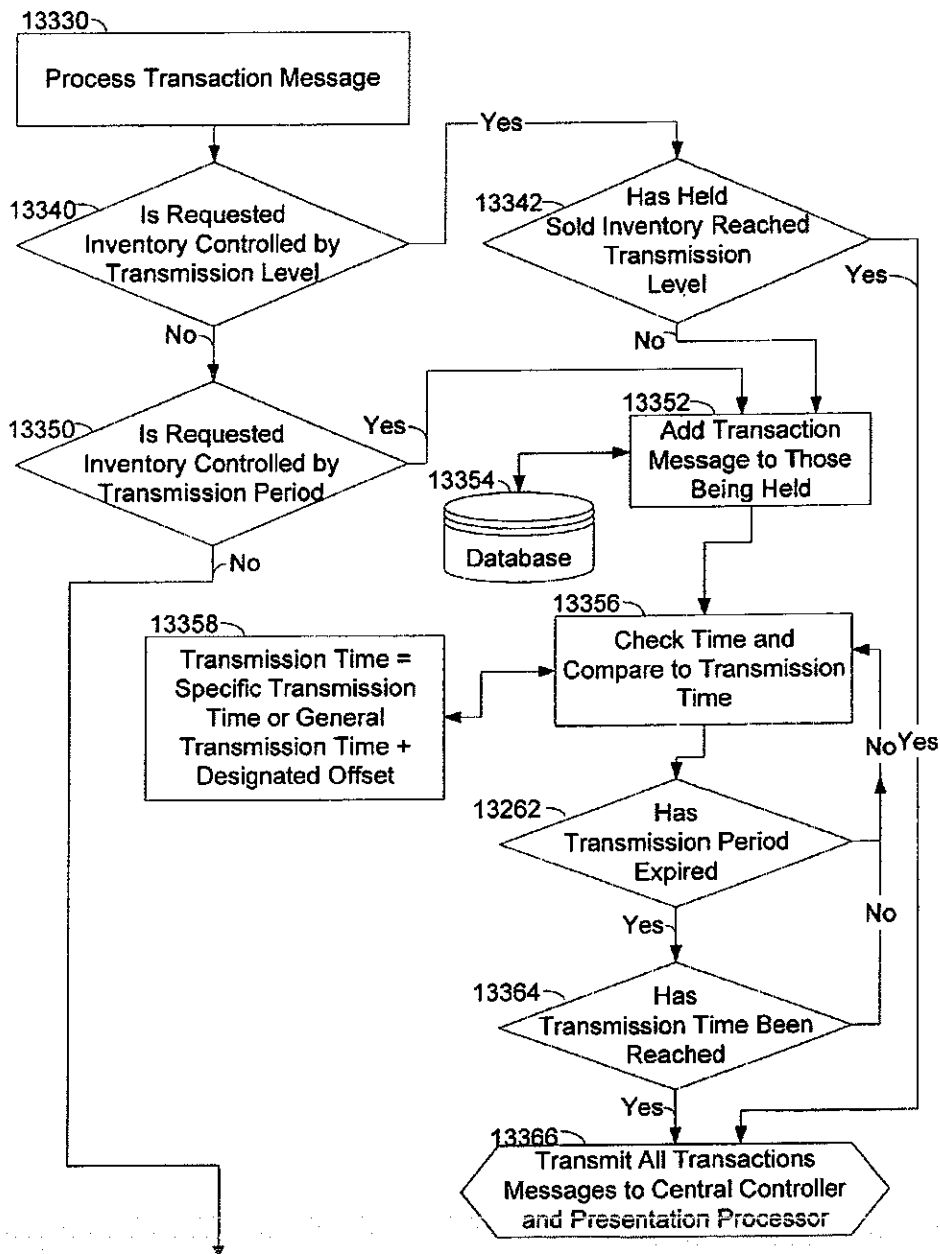 13330
Process Transaction Message
Yes
13340
Is Requested
Inventory Controlled by
Transmission Level
13342
Has Held
Sold Inventory Reached
Transmission
Level
Yes
No
No
13350
Is Requested
Inventory Controlled by
Transmission Period
Yes
13352
Add Transaction
Message to Those
Being Held
13354
Database
No
13356
Check Time and
Compare to Transmission
Time
13358
Transmission Time =
Specific Transmission
Time or General
Transmission Time +
Designated Offset
No
Yes
13262
Has
Transmission Period
Expired
Yes
No
13364
Has
Transmission Time Been
Reached
Yes
13366
Transmit All Transactions
Messages to Central Controller
and Presentation Processor